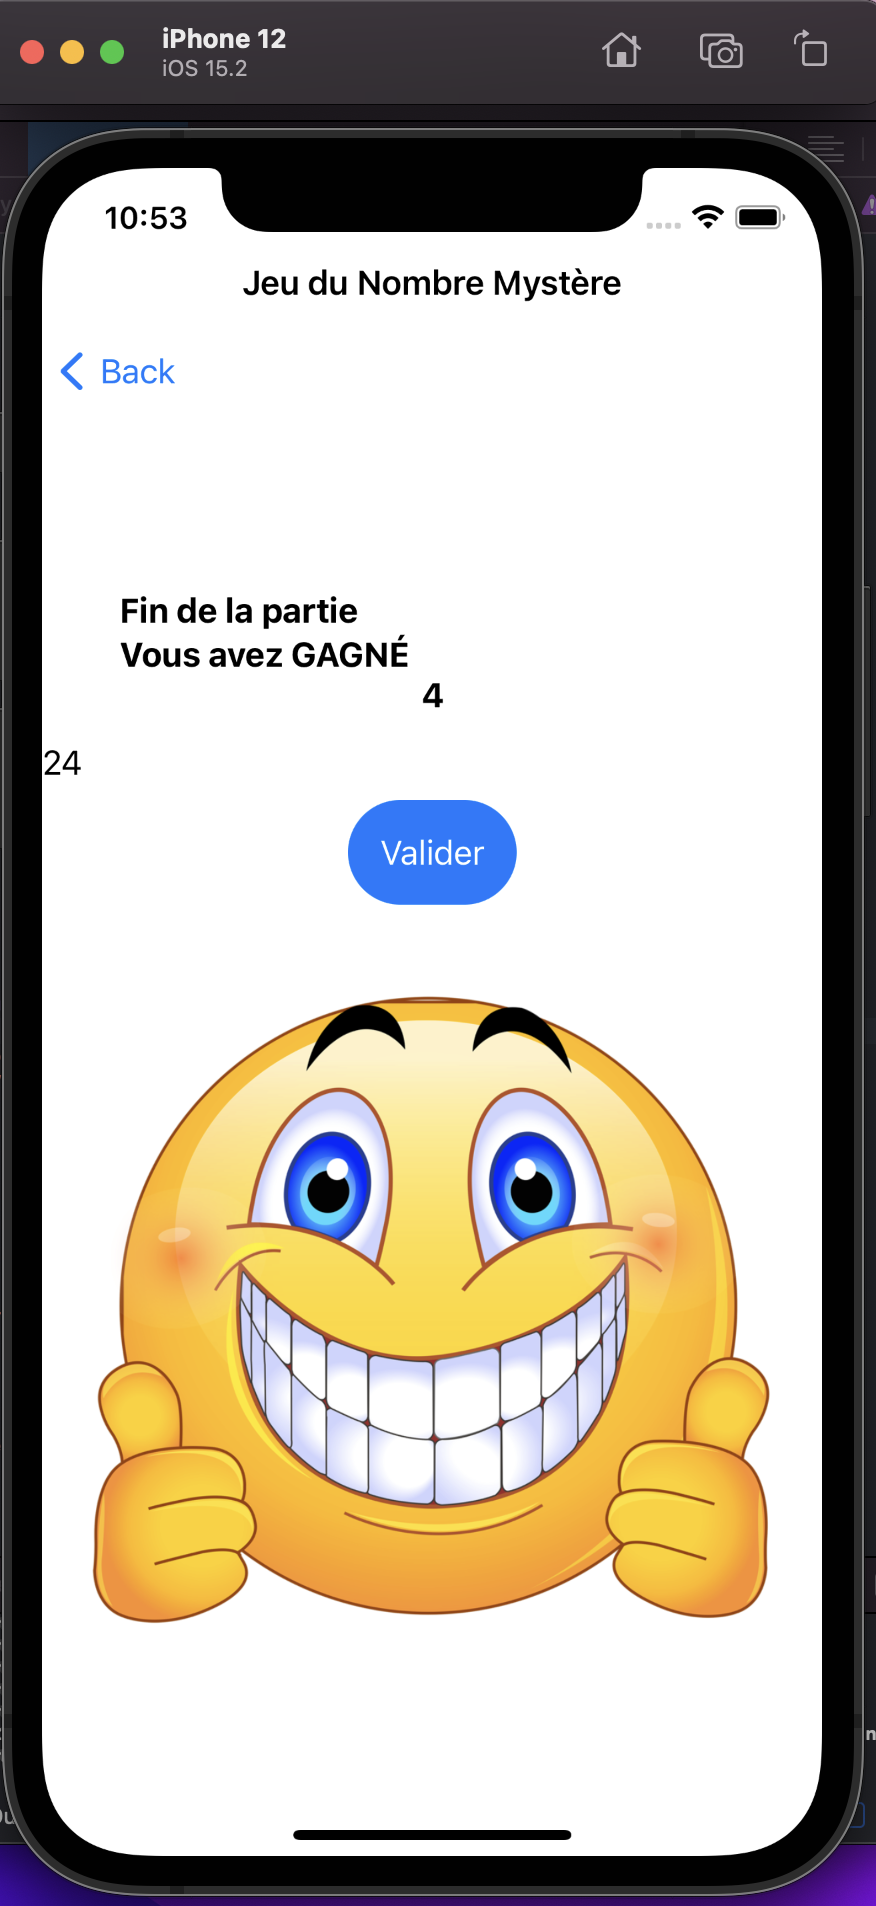 iPhone 12
iOS 15.2
10:53
Jeu du Nombre Mystère
Back
Fin de la partie
Vous avez GAGNÉ
4
24
Valider